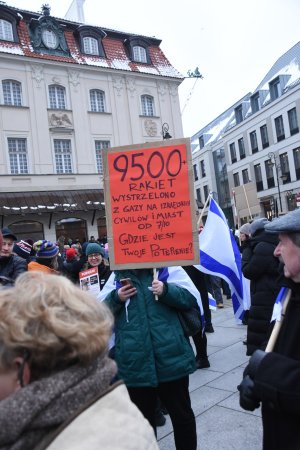 9500+
RAKIET
WYSTRZELONO
Z GAZY NA IZRAELSKICH
CYWILÓW I MIAST
OD 7/10
GDZIE JEST
TWOJE POTĘPIENIE?